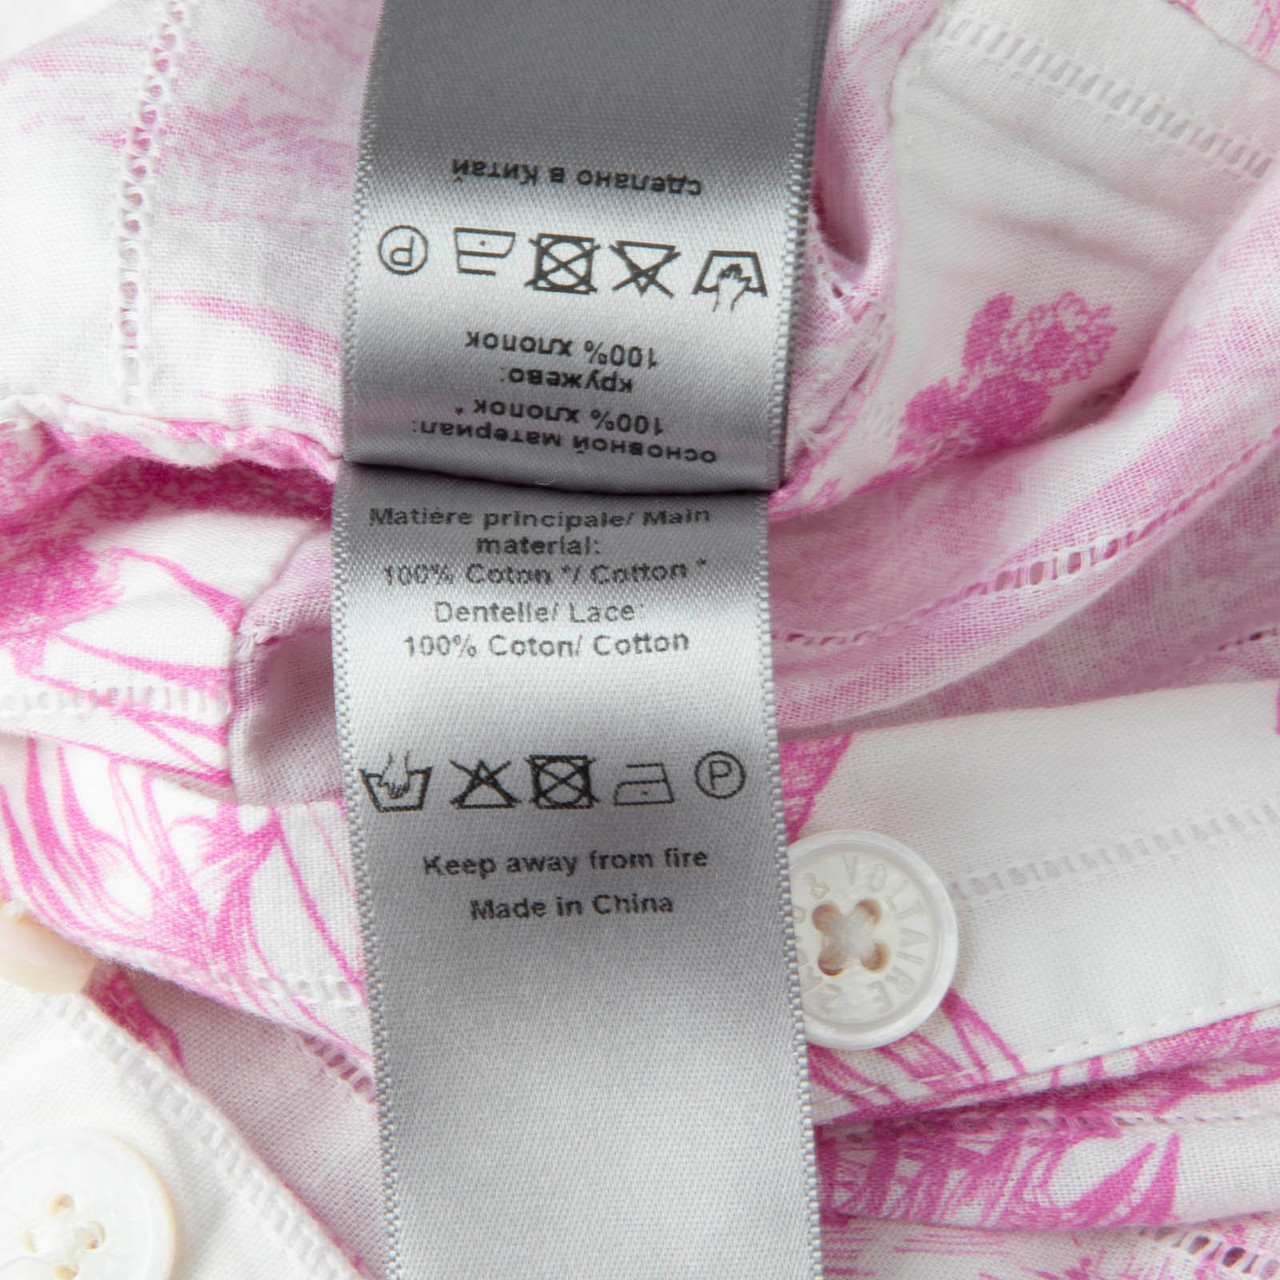 основной материал:
100% хлопок *
кружево:
100% хлопок
сделано в Китай
Matière principale/ Main
material:
100% Coton */ Cotton *
Dentelle/ Lace:
100% Coton/ Cotton
Keep away from fire
Made in China
& VOLTAIRE